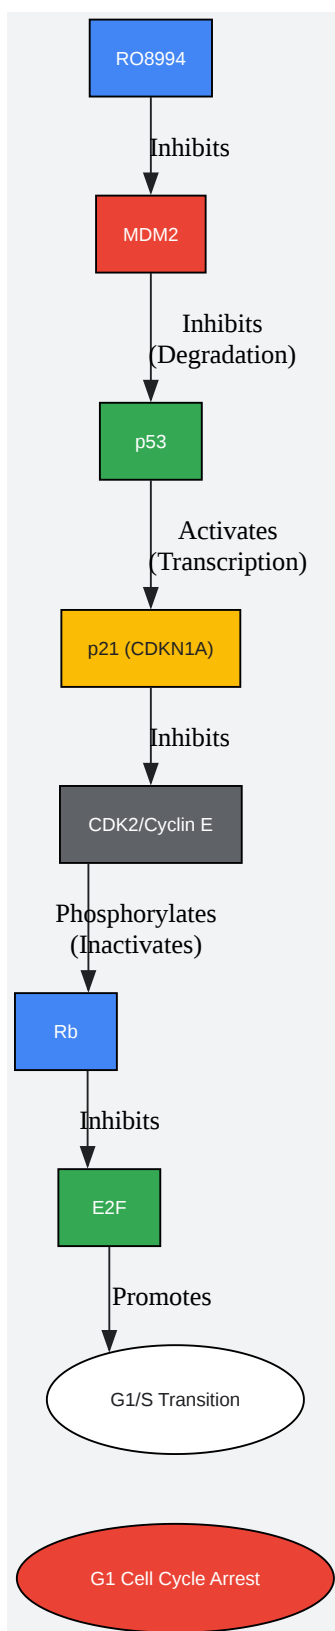 RO8994
Inhibits
MDM2
Inhibits
(Degradation)
p53
Activates
(Transcription)
p21 (CDKN1A)
Inhibits
CDK2/Cyclin E
Phosphorylates
(Inactivates)
Rb
Inhibits
E2F
Promotes
G1/S Transition
G1 Cell Cycle Arrest